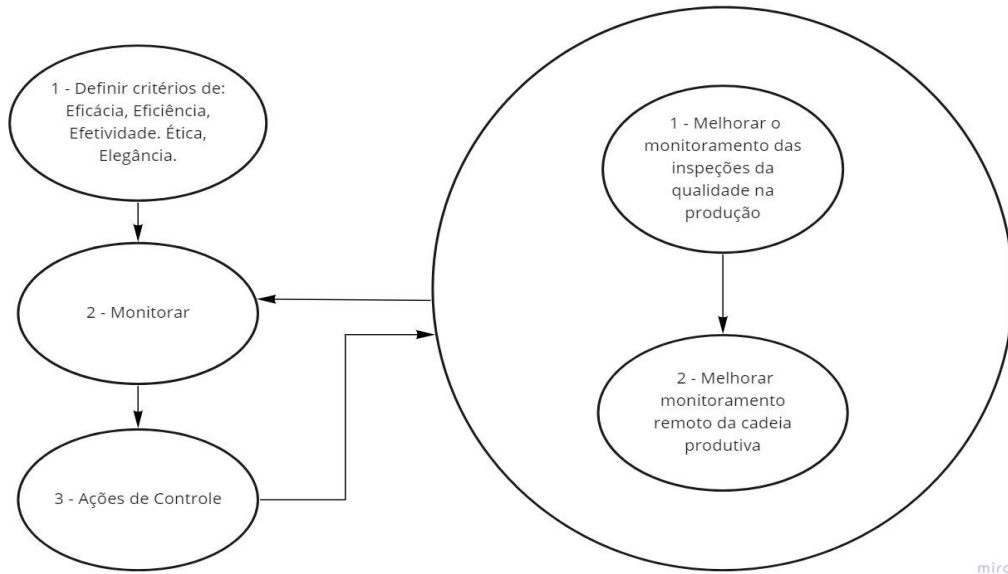 1 - Definir critérios de:
Eficácia, Eficiência,
Efetividade. Ética,
Elegância.
2 - Monitorar
3 - Ações de Controle
1 - Melhorar o
monitoramento das
inspeções da
qualidade na
produção
2 - Melhorar
monitoramento
remoto da cadeia
produtiva
miro